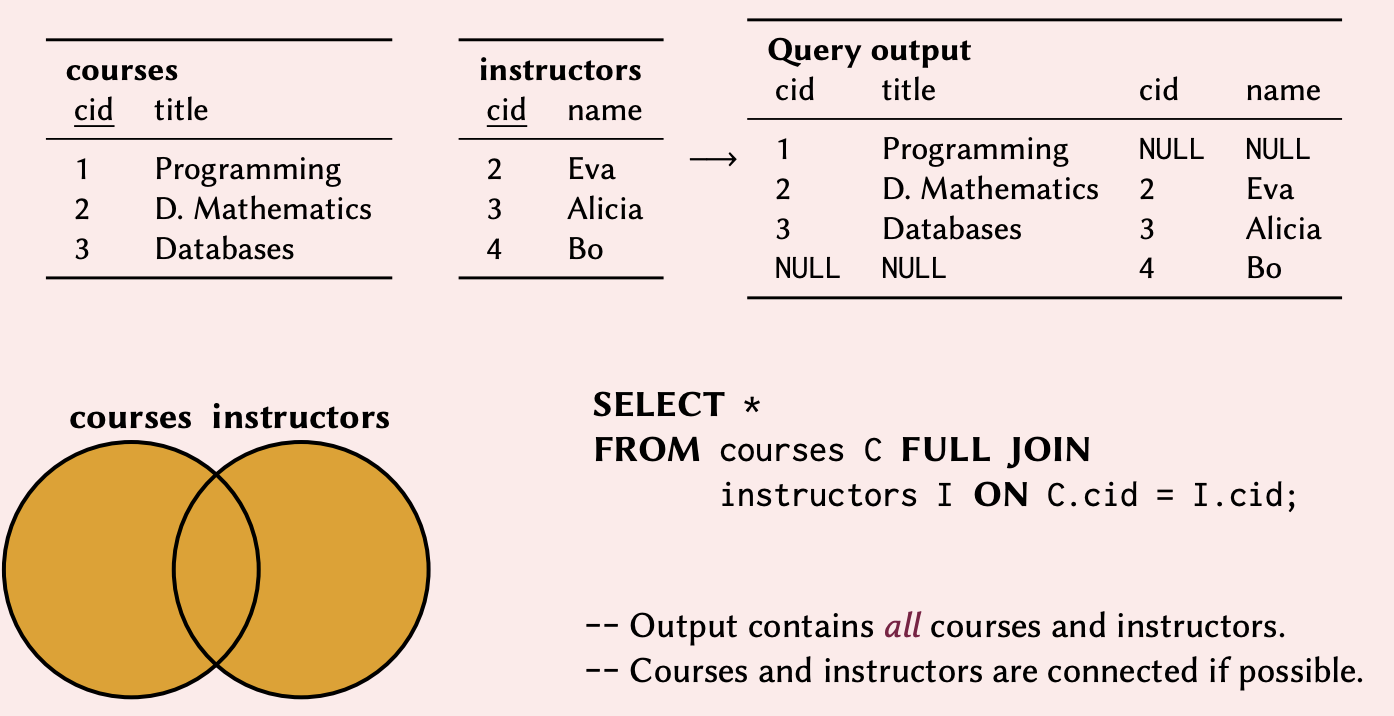 courses
cid title
1 Programming
2 D. Mathematics
3 Databases
instructors
cid name
2 Eva
3 Alicia
4 Bo
⟶
Query output
cid title cid name
1 Programming NULL NULL
2 D. Mathematics 2 Eva
3 Databases 3 Alicia
NULL NULL 4 Bo
courses instructors
SELECT *
FROM courses C FULL JOIN
instructors I ON C.cid = I.cid;
-- Output contains all courses and instructors.
-- Courses and instructors are connected if possible.